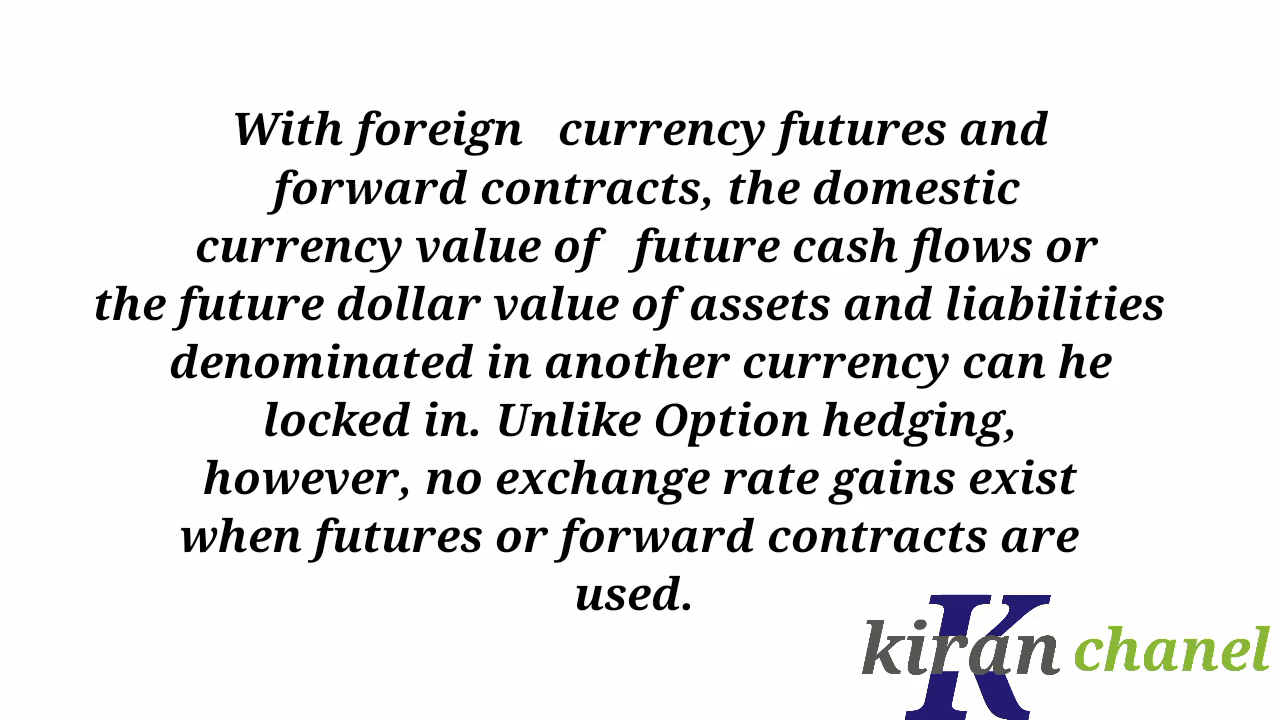 With foreign currency futures and
forward contracts, the domestic
currency value of future cash flows or
the future dollar value of assets and liabilities
denominated in another currency can he
locked in. Unlike Option hedging,
however, no exchange rate gains exist
when futures or forward contracts are
used.
K
kiran chanel